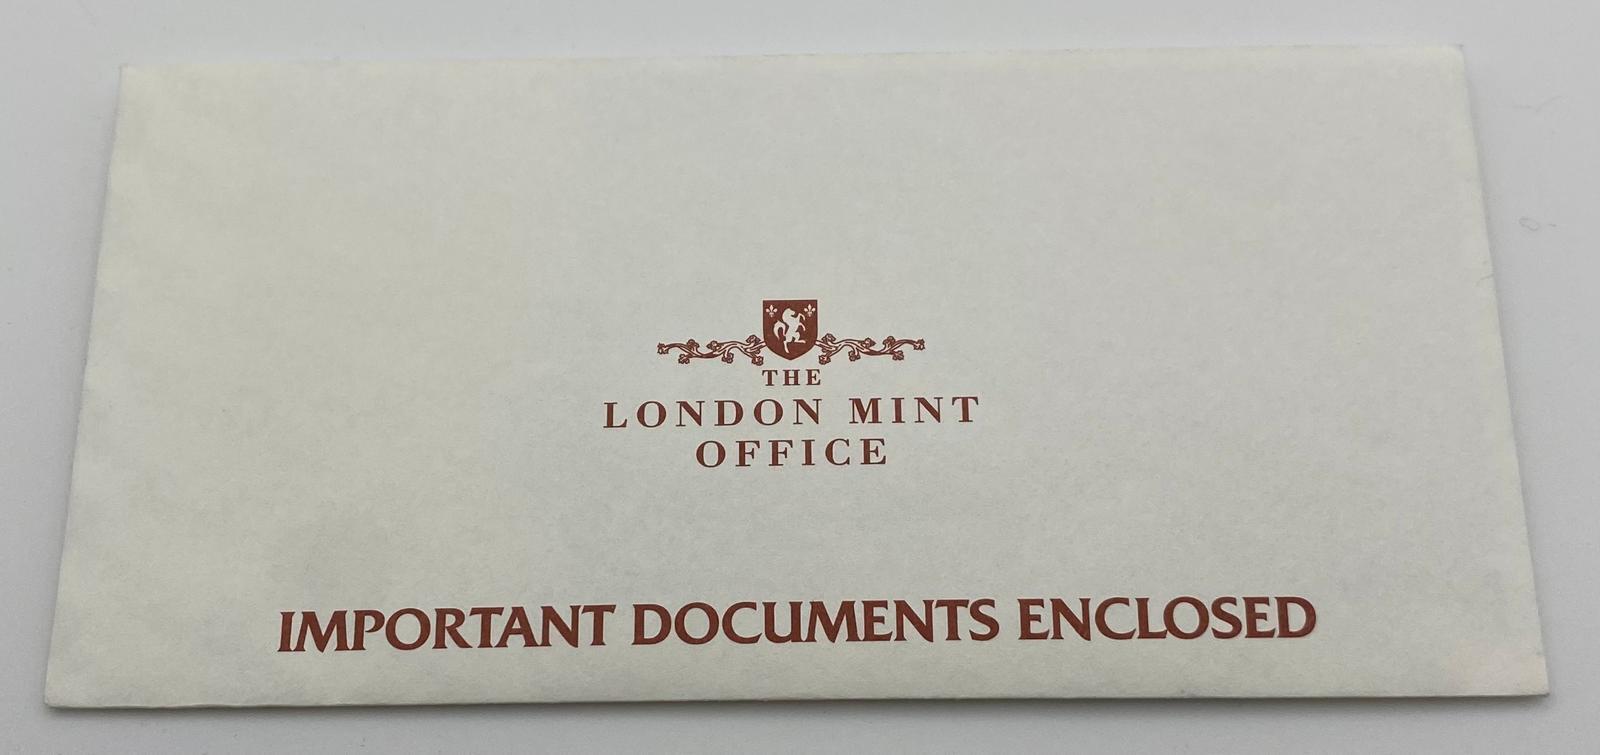 THE
LONDON MINT
OFFICE
IMPORTANT DOCUMENTS ENCLOSED